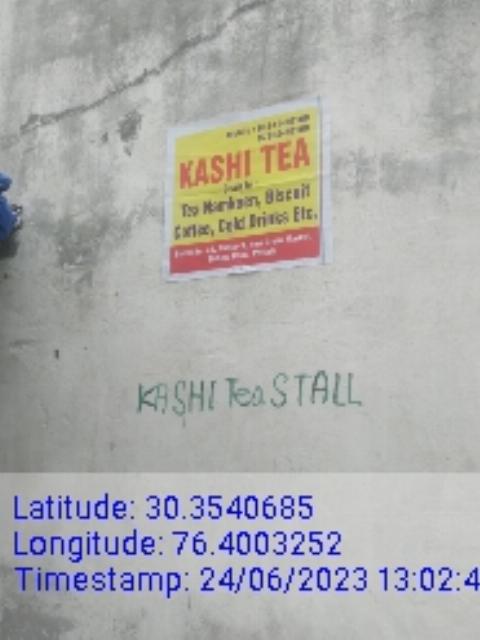 KASHI TEA
Tea Namkeen, Biscuit
Coffee, Cold Drinks Etc.
KASHI Tea STALL
Latitude: 30.3540685
Longitude: 76.4003252
Timestamp: 24/06/2023 13:02:4